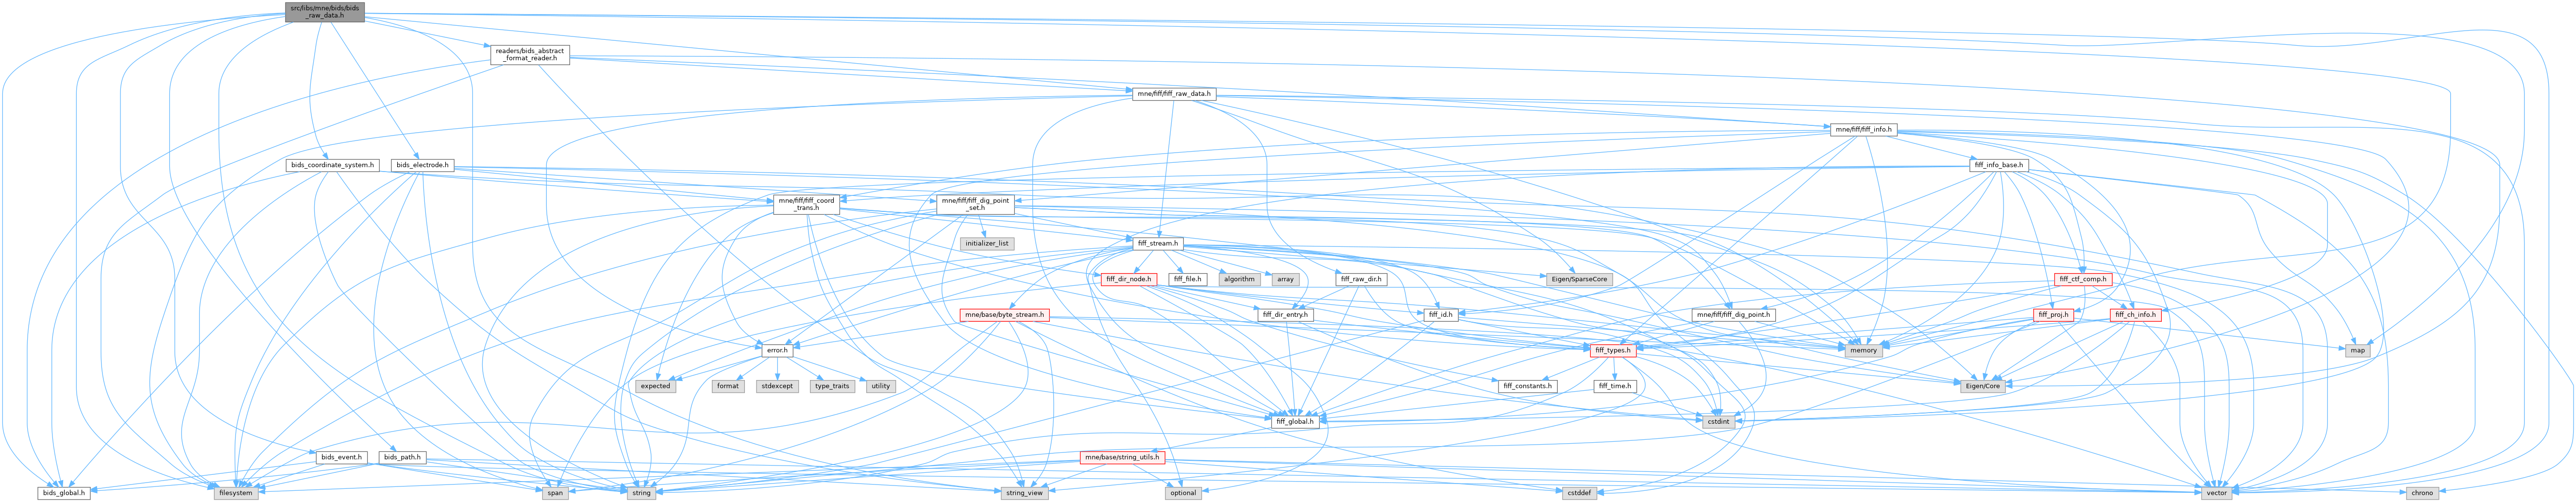 src/libs/mne/bids/bids
_raw_data.h
readers/bids_abstract
_format_reader.h
mne/fiff/fiff_raw_data.h
mne/fiff/fiff_info.h
bids_coordinate_system.h
bids_electrode.h
fiff_info_base.h
mne/fiff/fiff_coord
_trans.h
mne/fiff/fiff_dig_point
_set.h
initializer_list
fiff_stream.h
fiff_dir_node.h
fiff_file.h
algorithm
array
Eigen/SparseCore
fiff_raw_dir.h
fiff_ctf_comp.h
mne/base/byte_stream.h
fiff_dir_entry.h
fiff_id.h
mne/fiff/fiff_dig_point.h
fiff_proj.h
fiff_ch_info.h
error.h
fiff_types.h
memory
map
expected
format
stdexcept
type_traits
utility
fiff_constants.h
fiff_time.h
Eigen/Core
fiff_global.h
cstdint
bids_event.h
bids_path.h
mne/base/string_utils.h
bids_global.h
filesystem
span
string
string_view
optional
cstddef
vector
chrono